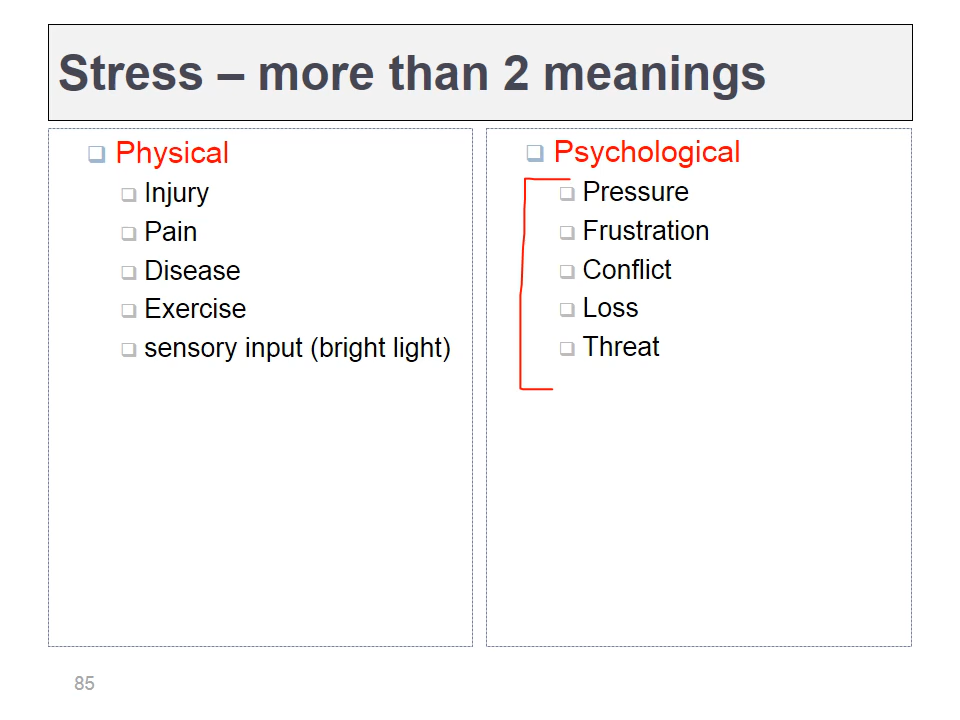 Stress – more than 2 meanings
Physical
Injury
Pain
Disease
Exercise
sensory input (bright light)
Psychological
Pressure
Frustration
Conflict
Loss
Threat
85